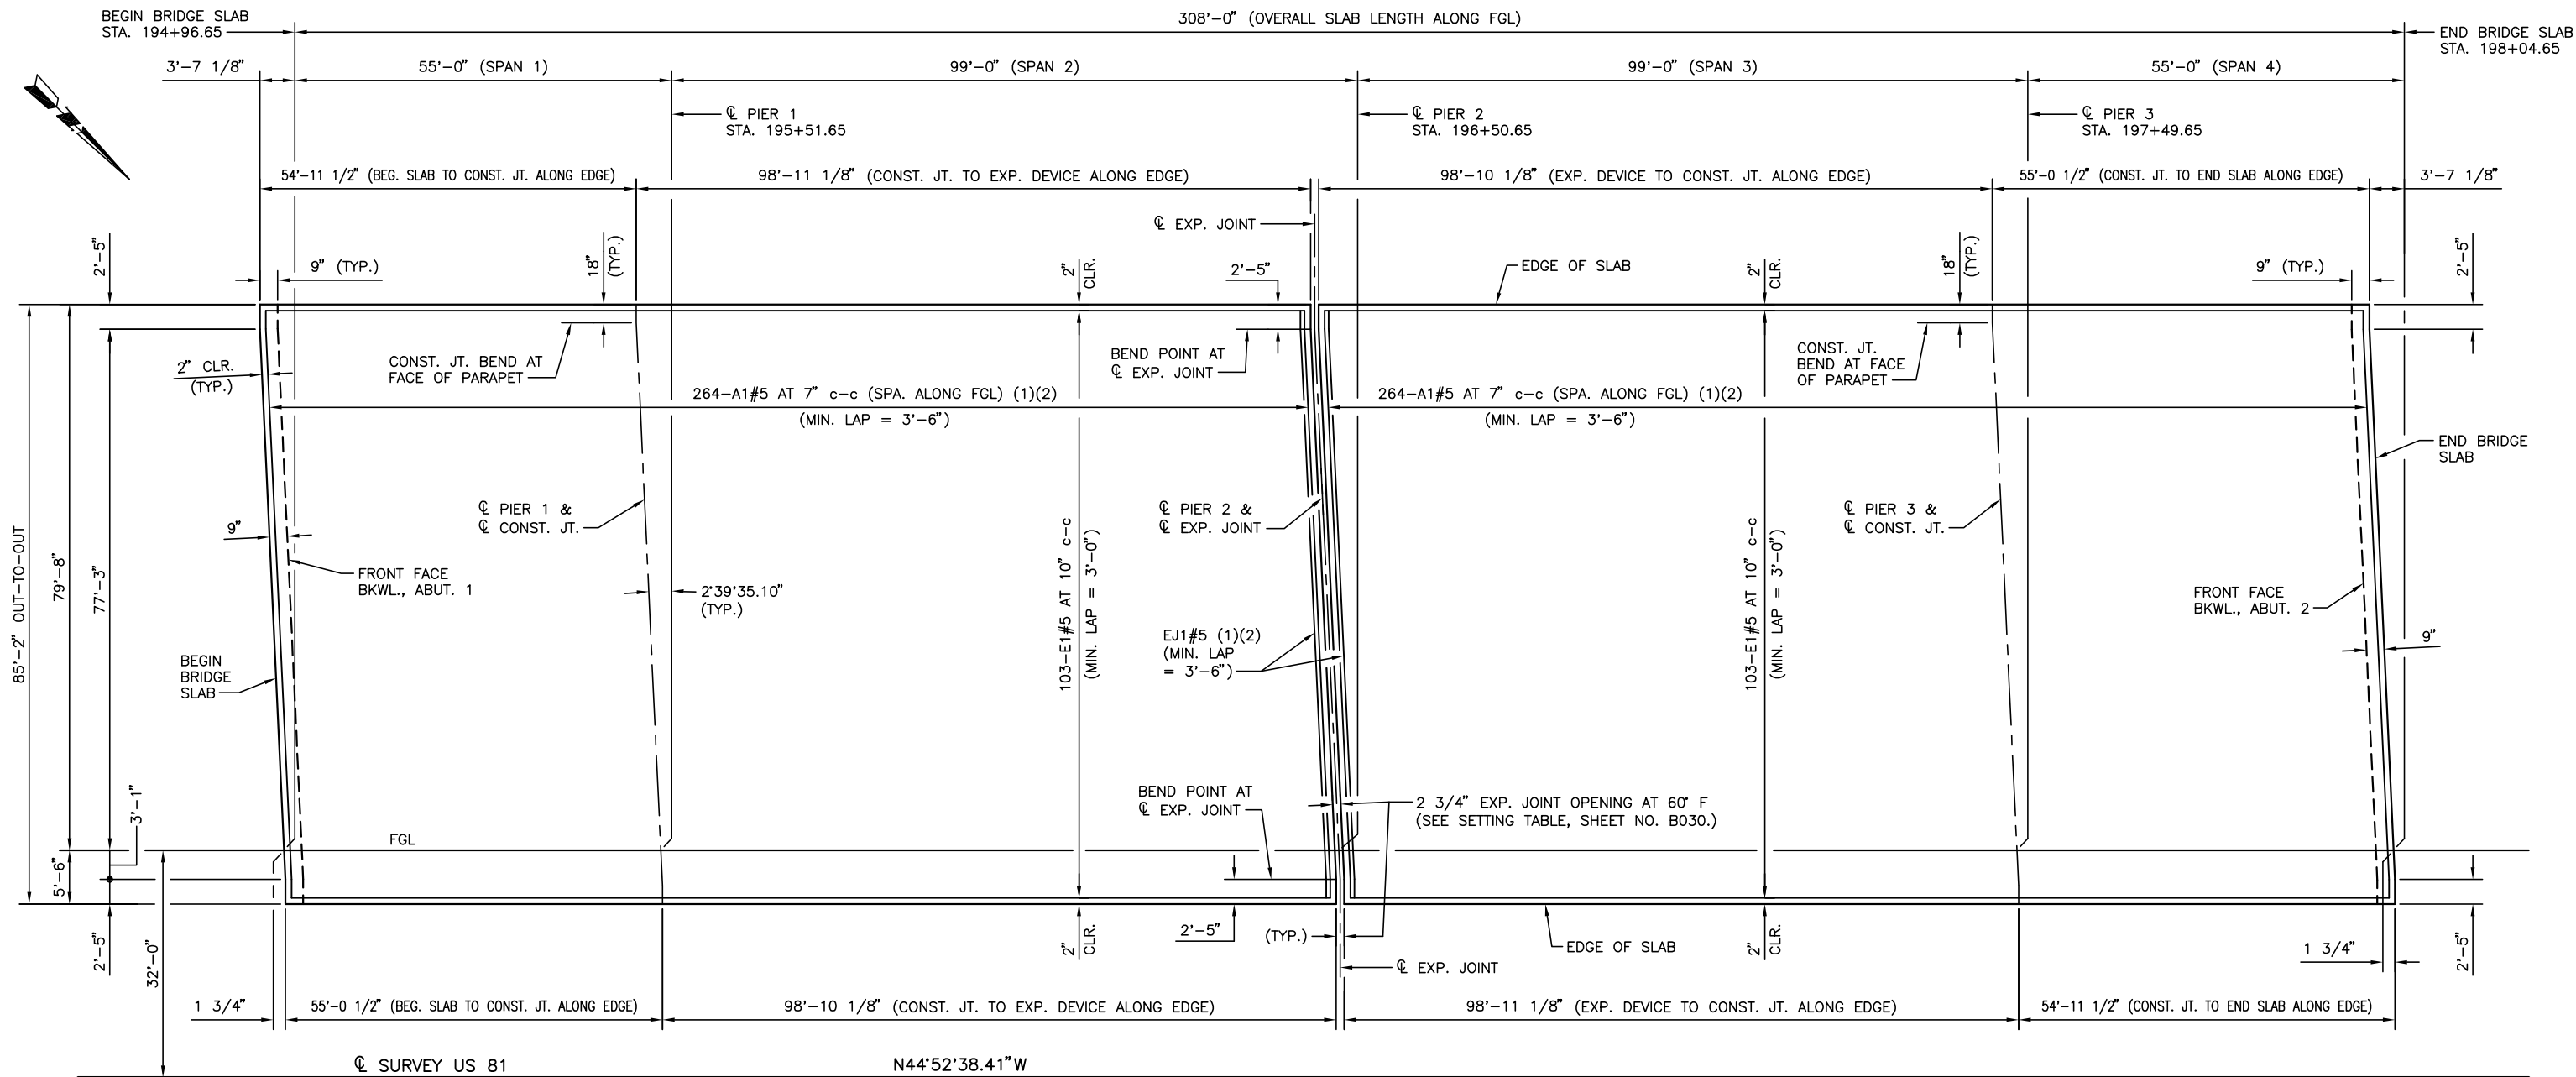 BEGIN BRIDGE SLAB
STA. 194+96.65
308'-0" (OVERALL SLAB LENGTH ALONG FGL)
END BRIDGE SLAB
STA. 198+04.65
3'-7 1/8"
55'-0" (SPAN 1)
99'-0" (SPAN 2)
99'-0" (SPAN 3)
55'-0" (SPAN 4)
℄ PIER 1
STA. 195+51.65
℄ PIER 2
STA. 196+50.65
℄ PIER 3
STA. 197+49.65
54'-11 1/2" (BEG. SLAB TO CONST. JT. ALONG EDGE)
98'-11 1/8" (CONST. JT. TO EXP. DEVICE ALONG EDGE)
98'-10 1/8" (EXP. DEVICE TO CONST. JT. ALONG EDGE)
55'-0 1/2" (CONST. JT. TO END SLAB ALONG EDGE)
3'-7 1/8"
℄ EXP. JOINT
2'-5"
9" (TYP.)
18"
(TYP.)
2"
CLR.
2'-5"
EDGE OF SLAB
2"
CLR.
18"
(TYP.)
9" (TYP.)
2'-5"
2" CLR.
(TYP.)
CONST. JT. BEND AT
FACE OF PARAPET
BEND POINT AT
℄ EXP. JOINT
CONST. JT.
BEND AT FACE
OF PARAPET
264-A1#5 AT 7" c-c (SPA. ALONG FGL) (1)(2)
(MIN. LAP = 3'-6")
264-A1#5 AT 7" c-c (SPA. ALONG FGL) (1)(2)
(MIN. LAP = 3'-6")
END BRIDGE
SLAB
85'-2" OUT-TO-OUT
79'-8"
77'-3"
9"
℄ PIER 1 &
℄ CONST. JT.
℄ PIER 2 &
℄ EXP. JOINT
℄ PIER 3 &
℄ CONST. JT.
FRONT FACE
BKWL., ABUT. 1
2°39'35.10"
(TYP.)
103-E1#5 AT 10" c-c
(MIN. LAP = 3'-0")
103-E1#5 AT 10" c-c
(MIN. LAP = 3'-0")
FRONT FACE
BKWL., ABUT. 2
9"
BEGIN
BRIDGE
SLAB
EJ1#5 (1)(2)
(MIN. LAP
= 3'-6")
3'-1"
BEND POINT AT
℄ EXP. JOINT
2 3/4" EXP. JOINT OPENING AT 60° F
(SEE SETTING TABLE, SHEET NO. B030.)
FGL
5'-6"
2'-5"
32'-0"
2"
CLR.
2'-5"
(TYP.)
EDGE OF SLAB
℄ EXP. JOINT
2"
CLR.
1 3/4"
2'-5"
1 3/4"
55'-0 1/2" (BEG. SLAB TO CONST. JT. ALONG EDGE)
98'-10 1/8" (CONST. JT. TO EXP. DEVICE ALONG EDGE)
98'-11 1/8" (EXP. DEVICE TO CONST. JT. ALONG EDGE)
54'-11 1/2" (CONST. JT. TO END SLAB ALONG EDGE)
℄ SURVEY US 81
N44°52'38.41"W